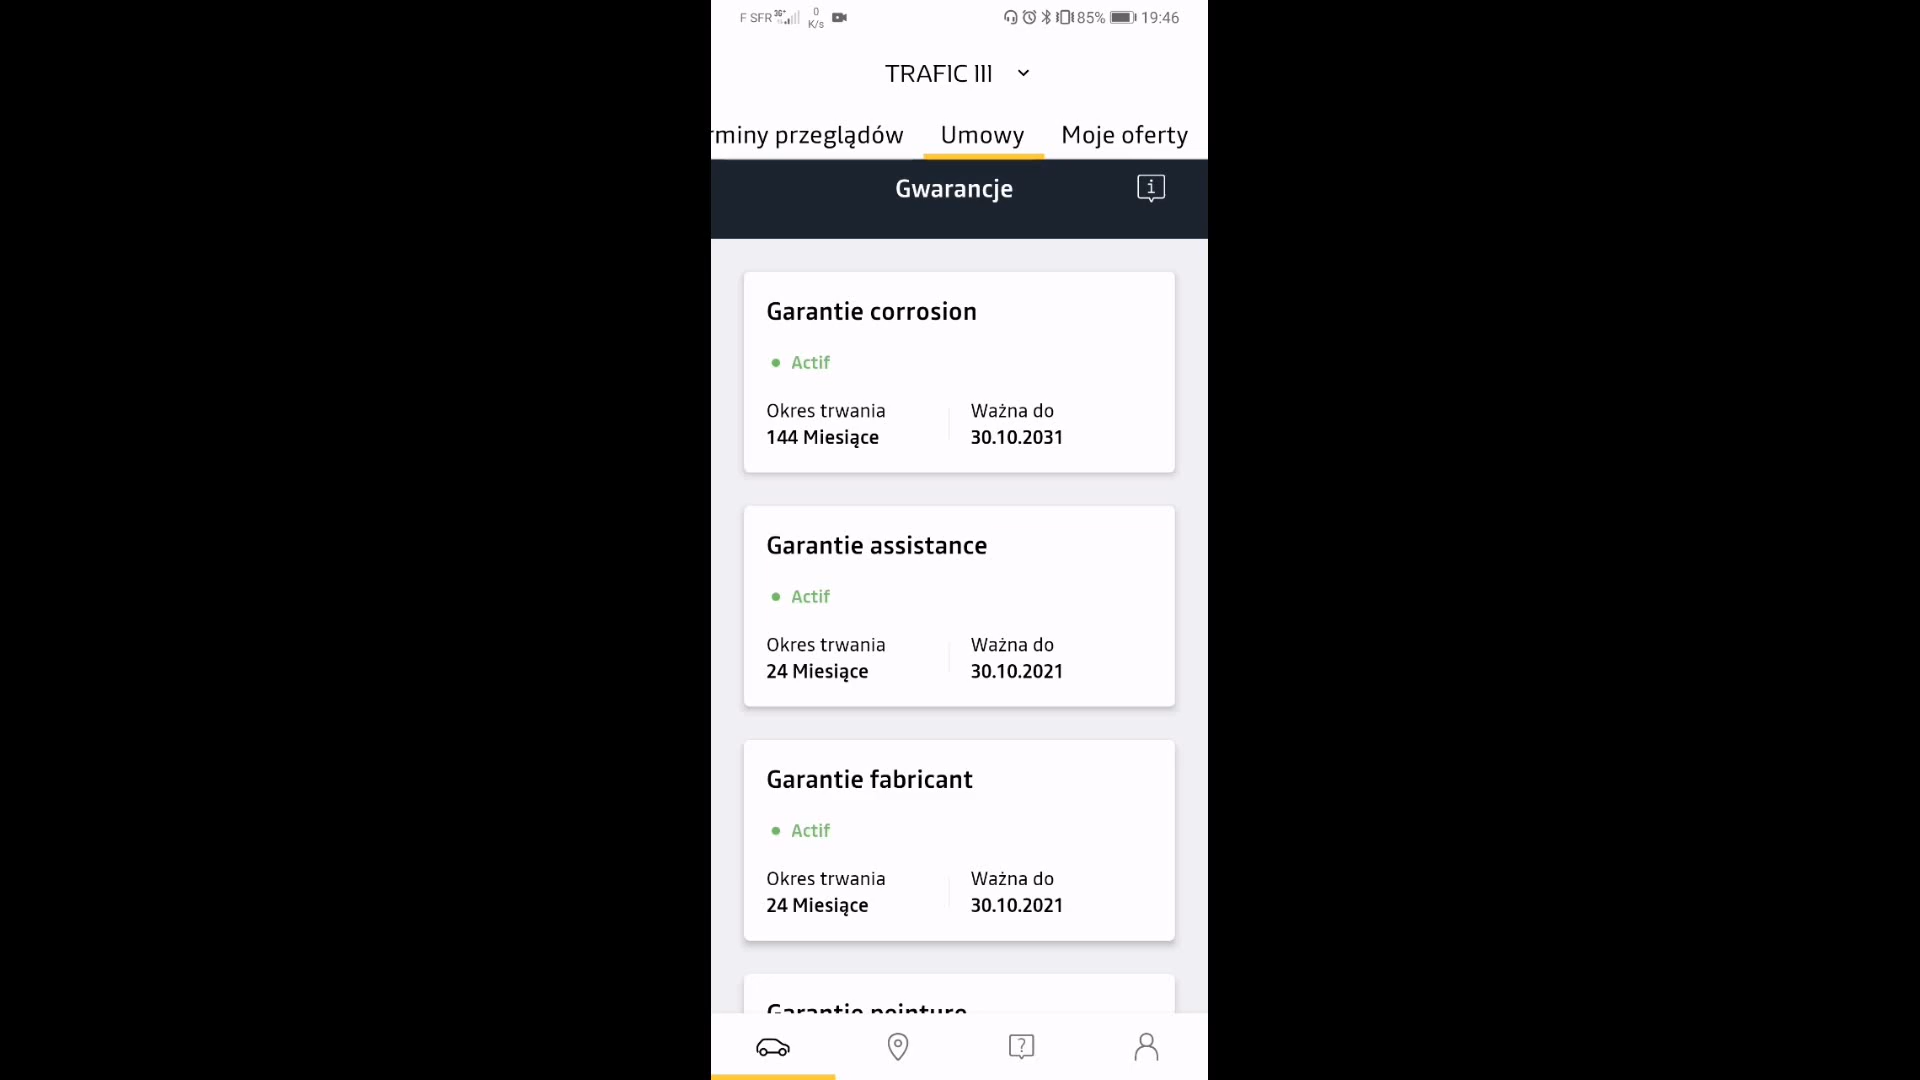 F SFR 3G+ 0 K/s 85% 19:46
TRAFIC III
rminy przeglądów Umowy Moje oferty
Gwarancje
Garantie corrosion
Actif
Okres trwania Ważna do
144 Miesiące 30.10.2031
Garantie assistance
Actif
Okres trwania Ważna do
24 Miesiące 30.10.2021
Garantie fabricant
Actif
Okres trwania Ważna do
24 Miesiące 30.10.2021
Garantie peinture